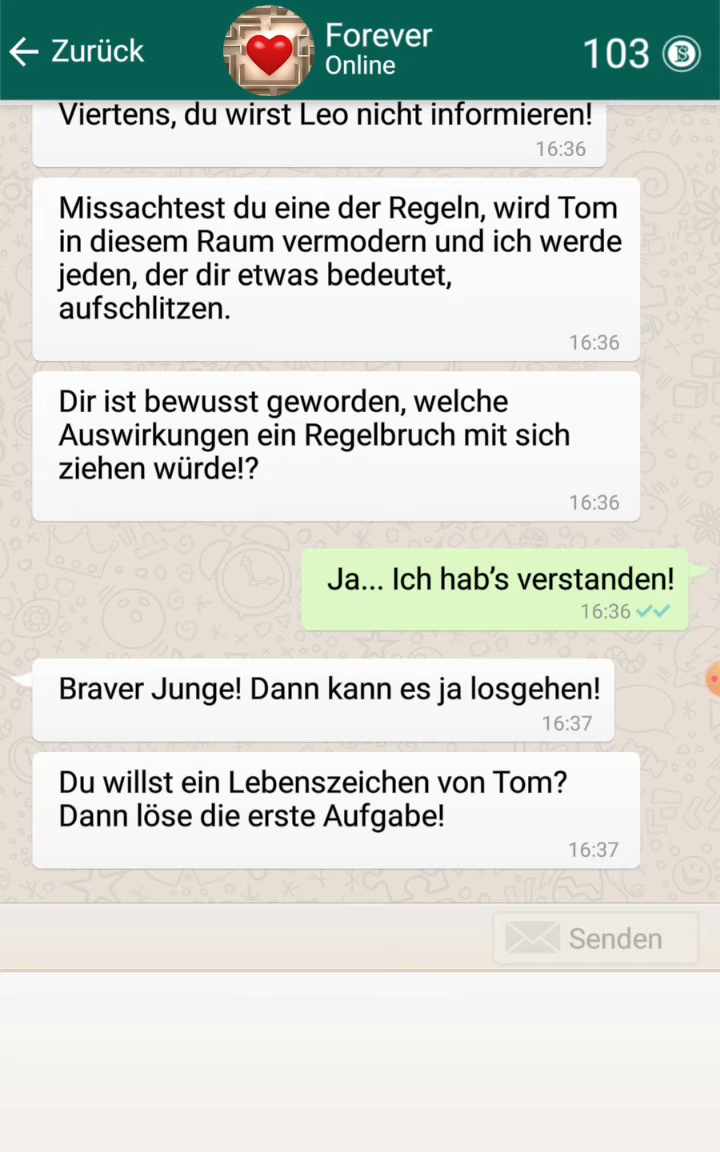 Zurück
Forever
Online
103
Viertens, du wirst Leo nicht informieren!
16:36
Missachtest du eine der Regeln, wird Tom
in diesem Raum vermodern und ich werde
jeden, der dir etwas bedeutet,
aufschlitzen.
16:36
Dir ist bewusst geworden, welche
Auswirkungen ein Regelbruch mit sich
ziehen würde!?
16:36
Ja... Ich hab’s verstanden!
16:36
Braver Junge! Dann kann es ja losgehen!
16:37
Du willst ein Lebenszeichen von Tom?
Dann löse die erste Aufgabe!
16:37
Senden